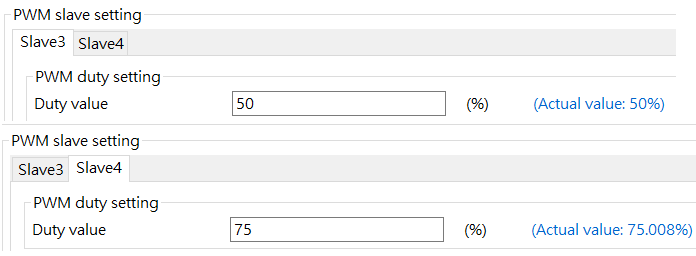 PWM slave setting
Slave3 Slave4
PWM duty setting
Duty value 50 (%) (Actual value: 50%)
PWM slave setting
Slave3 Slave4
PWM duty setting
Duty value 75 (%) (Actual value: 75.008%)